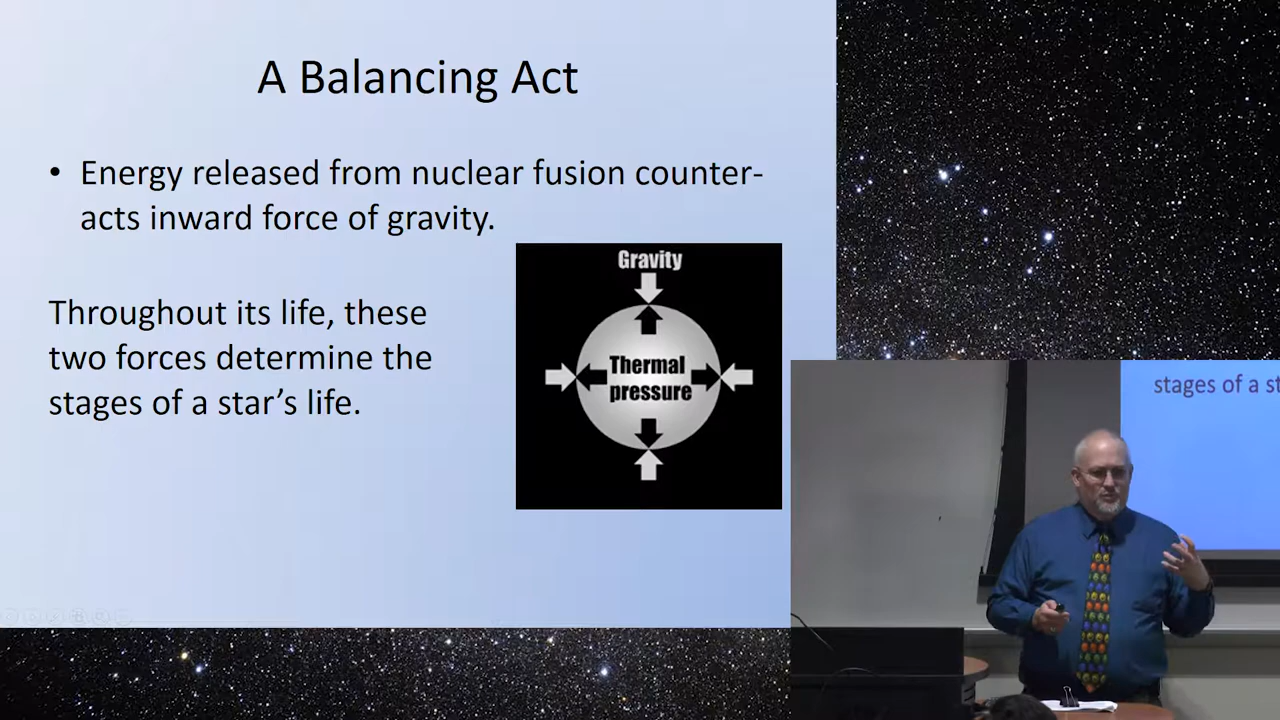 A Balancing Act
• Energy released from nuclear fusion counter-
acts inward force of gravity.
Throughout its life, these
two forces determine the
stages of a star's life.
Gravity
Thermal
pressure
stages of a st